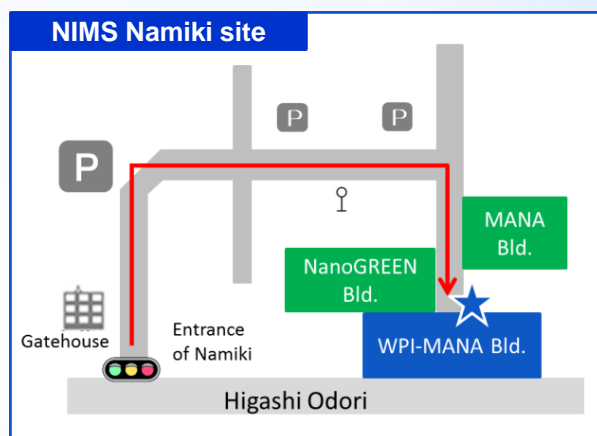 NIMS Namiki site
P
P
P
MANA
Bld.
NanoGREEN
Bld.
Gatehouse
Entrance
of Namiki
WPI-MANA Bld.
Higashi Odori